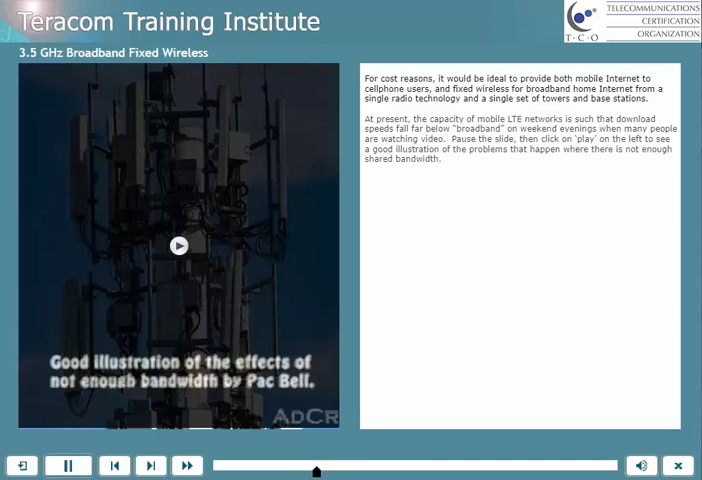 Teracom Training Institute
TELECOMMUNICATIONS
CERTIFICATION
ORGANIZATION
T·C·O
3.5 GHz Broadband Fixed Wireless
For cost reasons, it would be ideal to provide both mobile Internet to
cellphone users, and fixed wireless for broadband home Internet from a
single radio technology and a single set of towers and base stations.
At present, the capacity of mobile LTE networks is such that download
speeds fall far below "broadband" on weekend evenings when many people
are watching video. Pause the slide, then click on 'play' on the left to see
a good illustration of the problems that happen where there is not enough
shared bandwidth.
Good illustration of the effects of
not enough bandwidth by Pac Bell.
AdCR